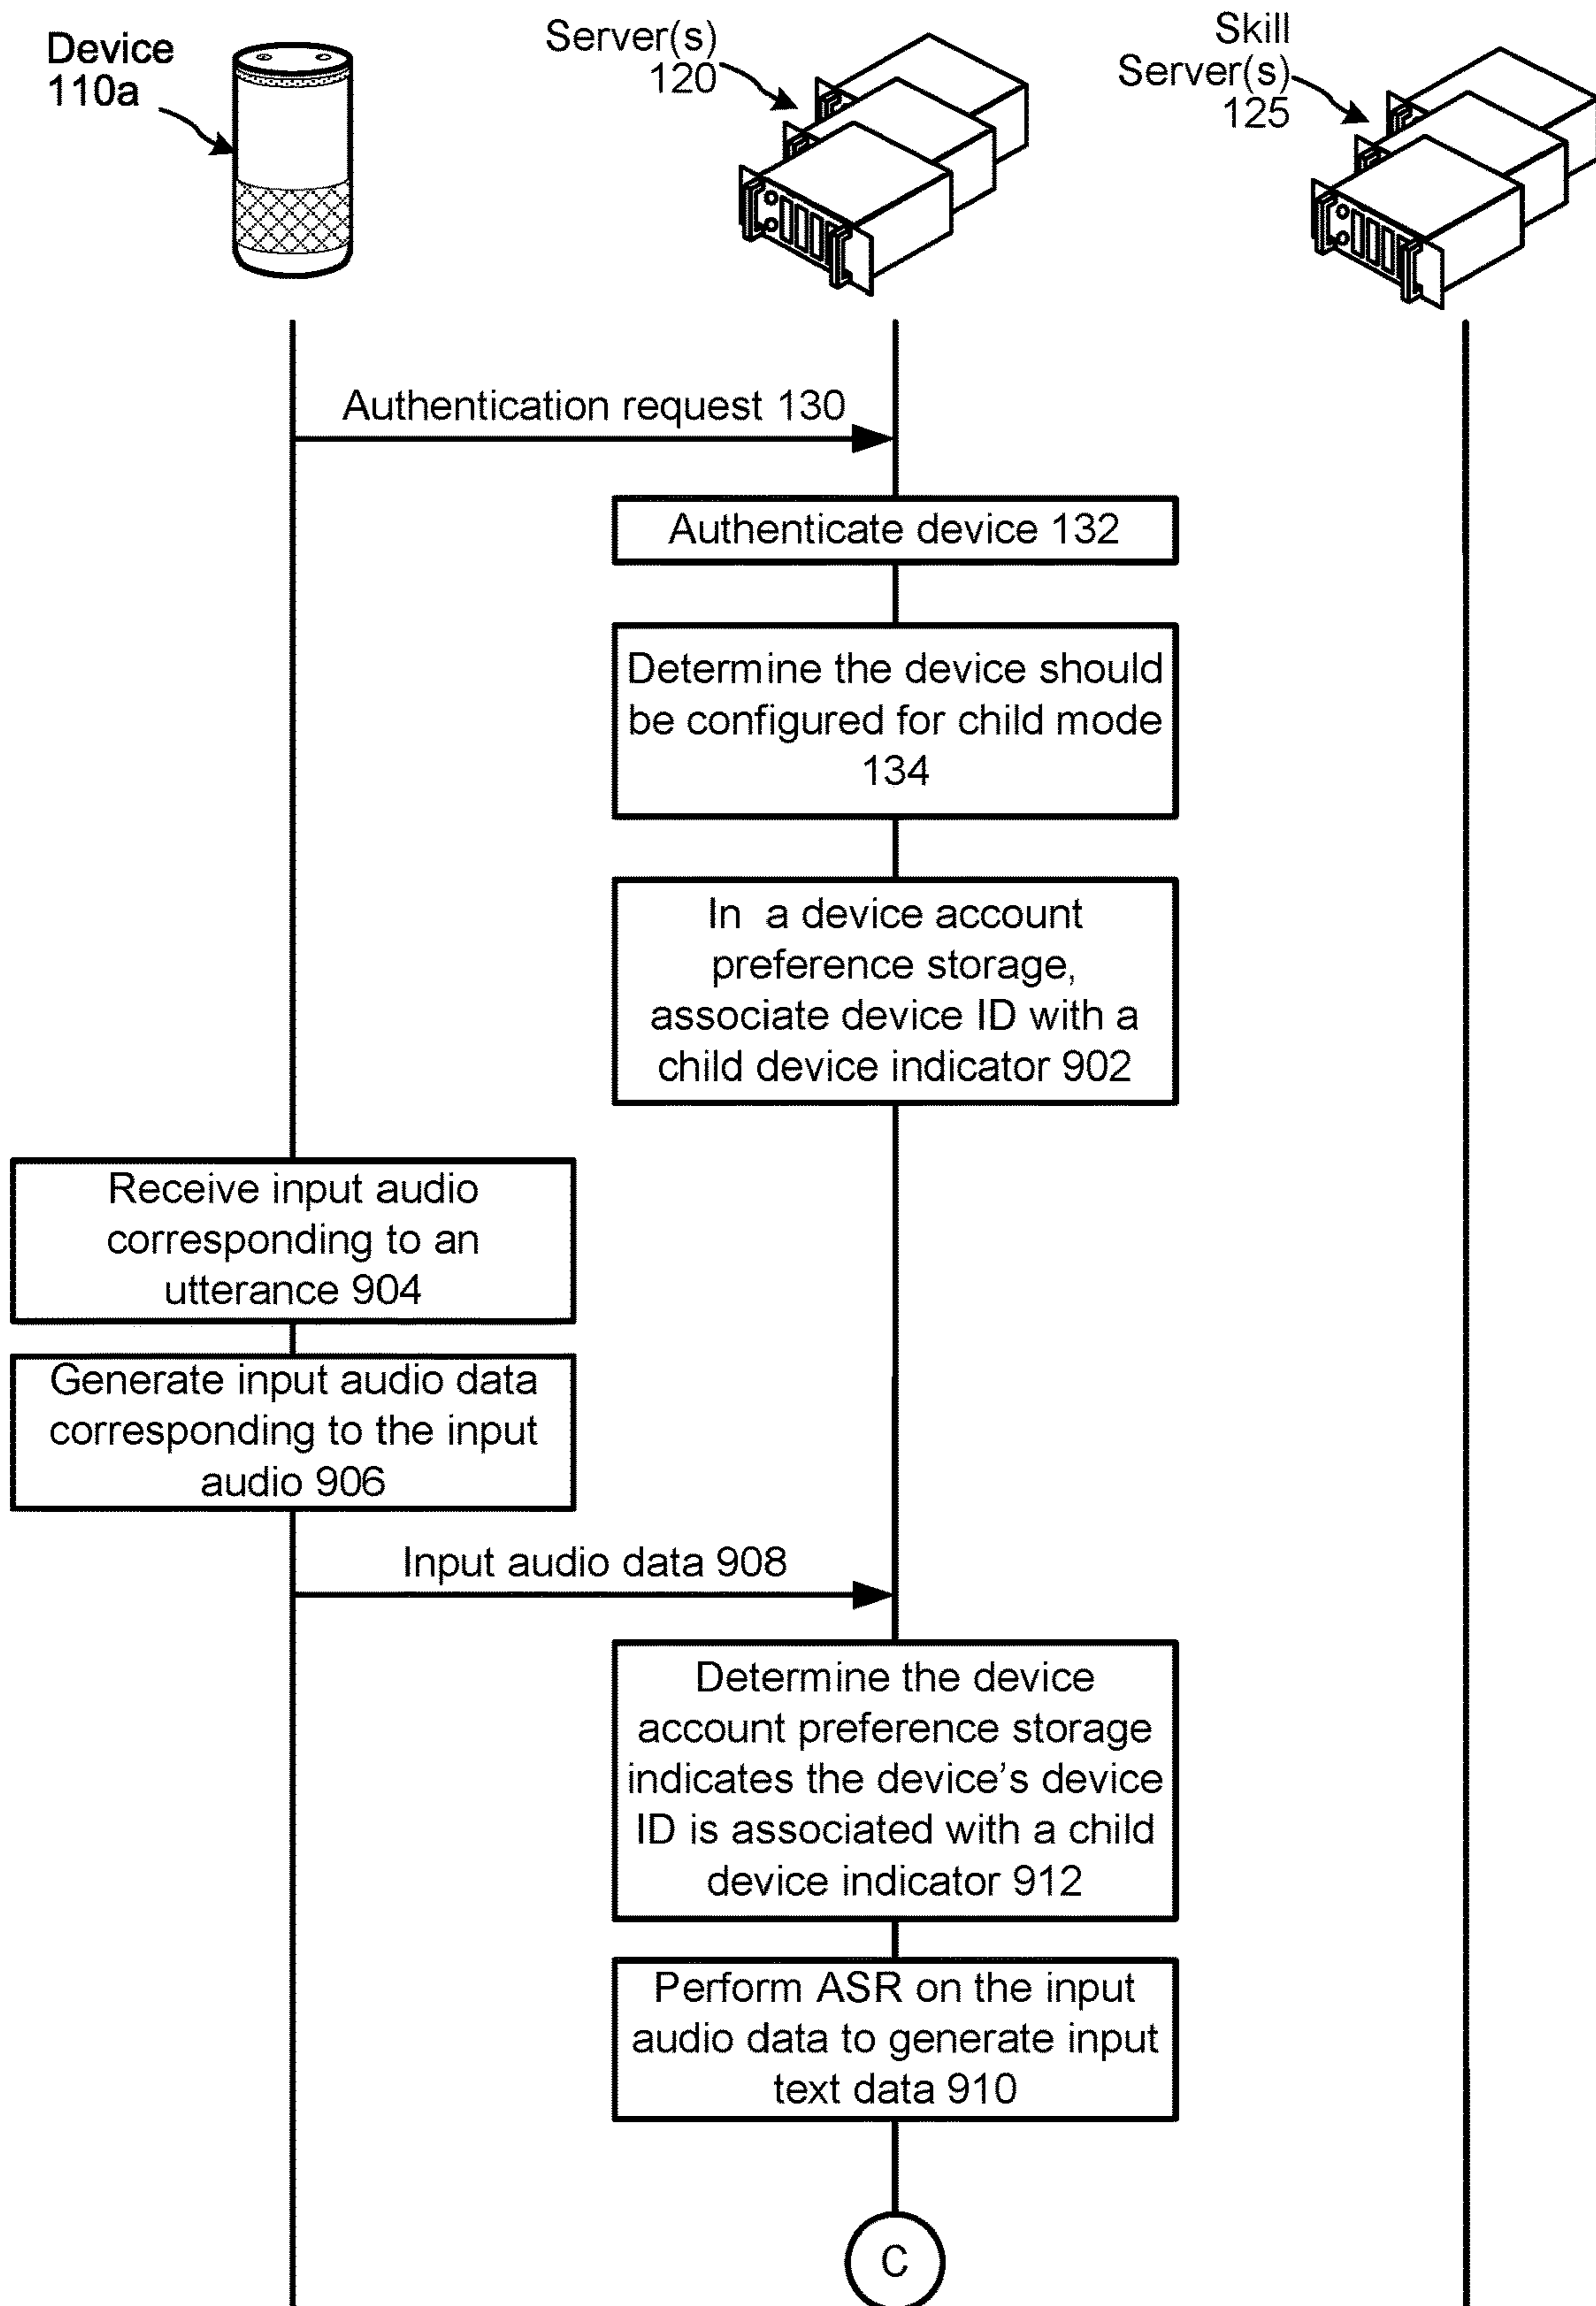 Device
110a
Server(s)
120
Skill
Server(s)
125
Authentication request 130
Authenticate device 132
Determine the device should
be configured for child mode
134
In a device account
preference storage,
associate device ID with a
child device indicator 902
Receive input audio
corresponding to an
utterance 904
Generate input audio data
corresponding to the input
audio 906
Input audio data 908
Determine the device
account preference storage
indicates the device's device
ID is associated with a child
device indicator 912
Perform ASR on the input
audio data to generate input
text data 910
C